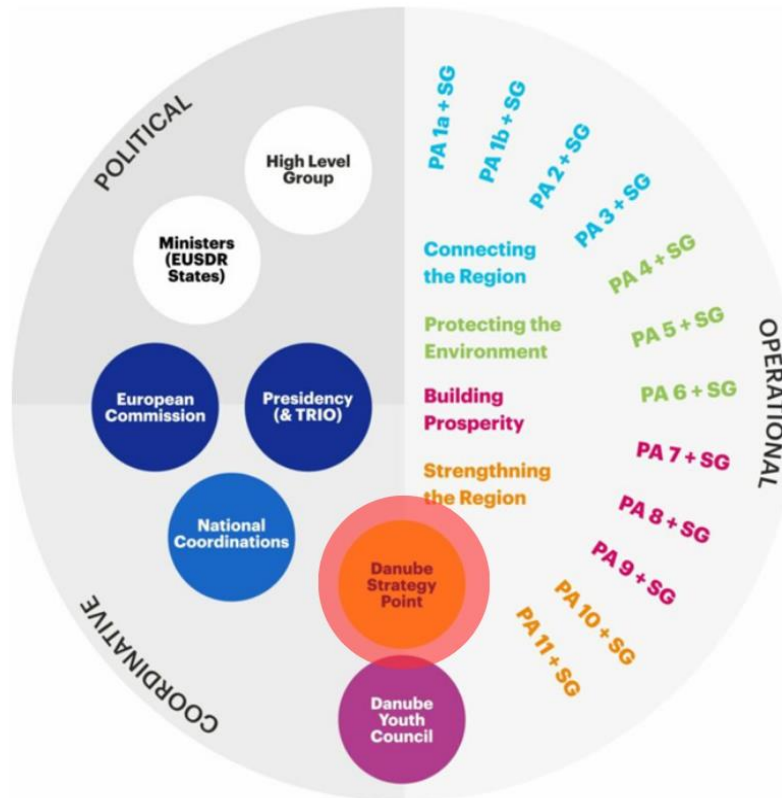 POLITICAL
High Level
Group
Ministers
(EUSDR
States)
European
Commission
Presidency
(& TRIO)
National
Coordinations
Danube
Strategy
Point
Danube
Youth
Council
COORDINATIVE
Connecting
the Region
Protecting the
Environment
Building
Prosperity
Strengthning
the Region
PA 1a + SG
PA 1b + SG
PA 2 + SG
PA 3 + SG
PA 4 + SG
PA 5 + SG
PA 6 + SG
PA 7 + SG
PA 8 + SG
PA 9 + SG
PA 10 + SG
PA 11 + SG
OPERATIONAL